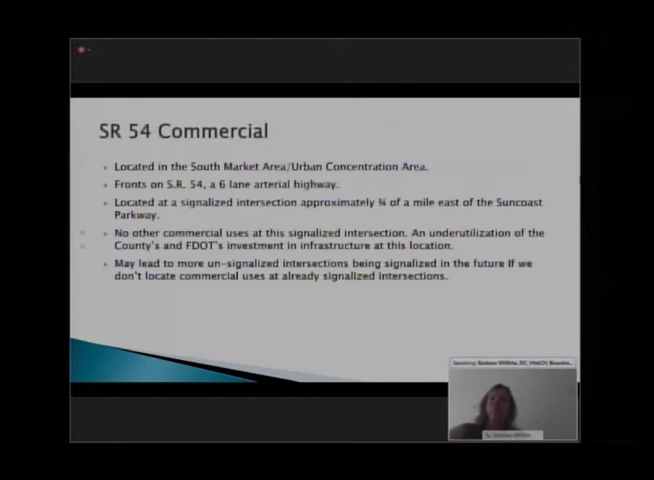 SR 54 Commercial
Located in the South Market Area/Urban Concentration Area.
Fronts on S.R. 54, a 6 lane arterial highway.
Located at a signalized intersection approximately ¾ of a mile east of the Suncoast
Parkway.
No other commercial uses at this signalized intersection. An underutilization of the
County's and FDOT's investment in infrastructure at this location.
May lead to more un-signalized intersections being signalized in the future If we
don't locate commercial uses at already signalized intersections.
Speaking: Barbara